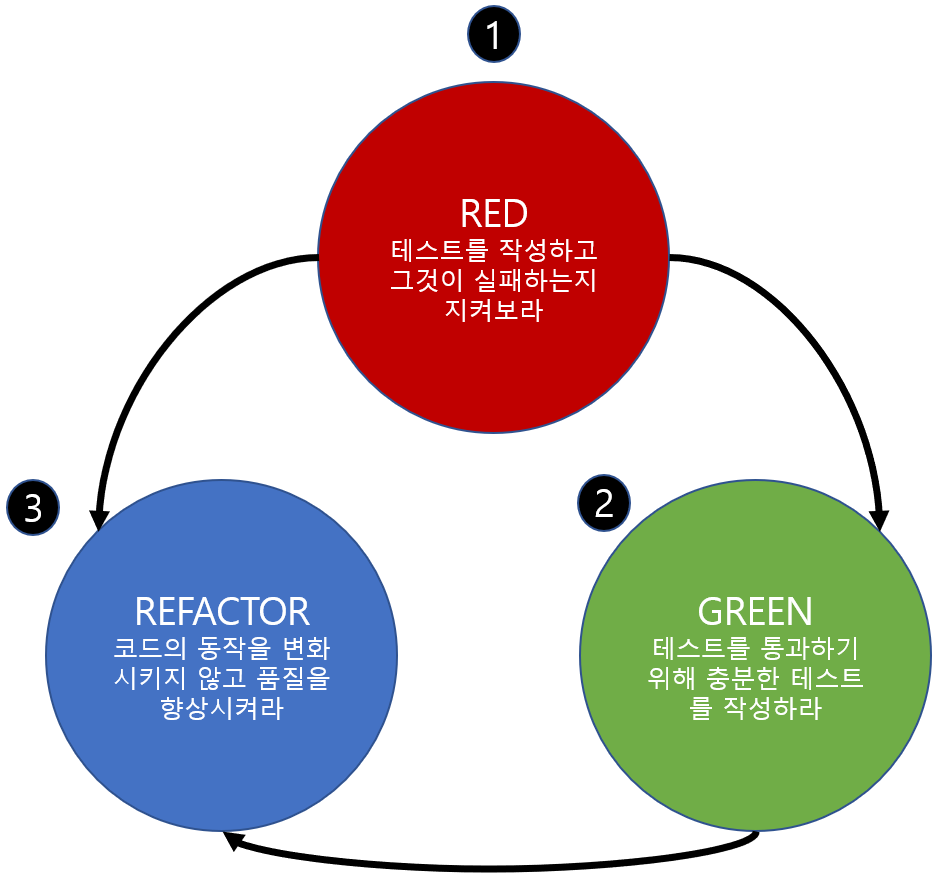 1
RED
테스트를 작성하고
그것이 실패하는지
지켜보라
3
2
REFACTOR
코드의 동작을 변화
시키지 않고 품질을
향상시켜라
GREEN
테스트를 통과하기
위해 충분한 테스트
를 작성하라